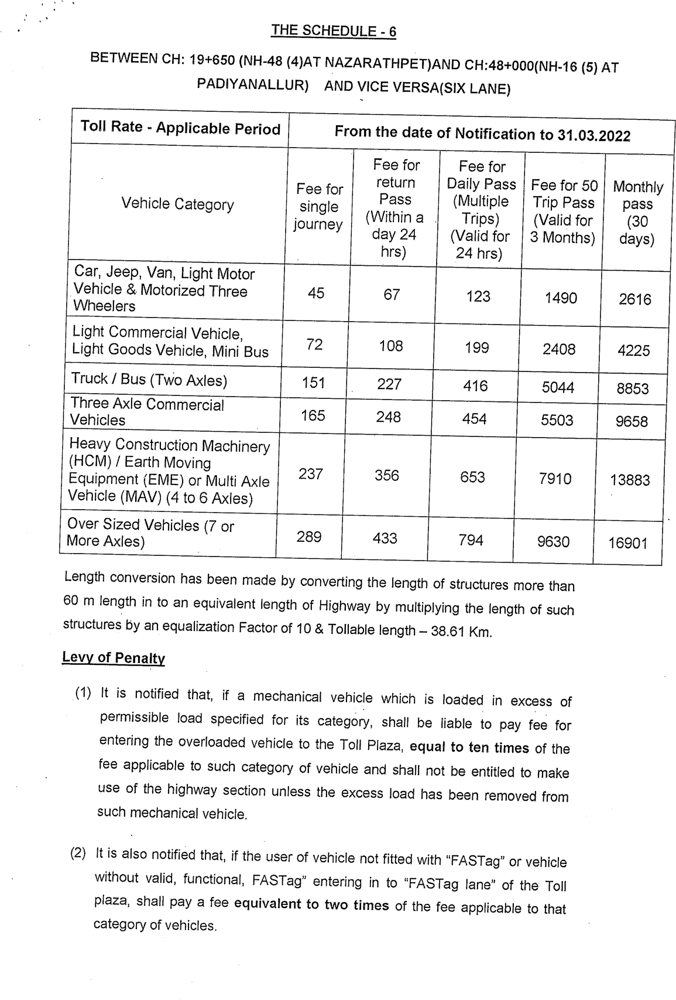 THE SCHEDULE - 6
BETWEEN CH: 19+650 (NH-48 (4)AT NAZARATHPET)AND CH:48+000(NH-16 (5) AT
PADIYANALLUR) AND VICE VERSA(SIX LANE)
Toll Rate - Applicable Period From the date of Notification to 31.03.2022
Vehicle Category
Fee for
single
journey
Fee for
return
Pass
(Within a
day 24
hrs)
Fee for
Daily Pass
(Multiple
Trips)
(Valid for
24 hrs)
Fee for 50
Trip Pass
(Valid for
3 Months)
Monthly
pass
(30
days)
Car, Jeep, Van, Light Motor
Vehicle & Motorized Three
Wheelers
45 67 123 1490 2616
Light Commercial Vehicle,
Light Goods Vehicle, Mini Bus
72 108 199 2408 4225
Truck / Bus (Two Axles) 151 227 416 5044 8853
Three Axle Commercial
Vehicles
165 248 454 5503 9658
Heavy Construction Machinery
(HCM) / Earth Moving
Equipment (EME) or Multi Axle
Vehicle (MAV) (4 to 6 Axles)
237 356 653 7910 13883
Over Sized Vehicles (7 or
More Axles)
289 433 794 9630 16901
Length conversion has been made by converting the length of structures more than
60 m length in to an equivalent length of Highway by multiplying the length of such
structures by an equalization Factor of 10 & Tollable length – 38.61 Km.
Levy of Penalty
(1) It is notified that, if a mechanical vehicle which is loaded in excess of
permissible load specified for its category, shall be liable to pay fee for
entering the overloaded vehicle to the Toll Plaza, equal to ten times of the
fee applicable to such category of vehicle and shall not be entitled to make
use of the highway section unless the excess load has been removed from
such mechanical vehicle.
(2) It is also notified that, if the user of vehicle not fitted with “FASTag” or vehicle
without valid, functional, FASTag” entering in to “FASTag lane” of the Toll
plaza, shall pay a fee equivalent to two times of the fee applicable to that
category of vehicles.